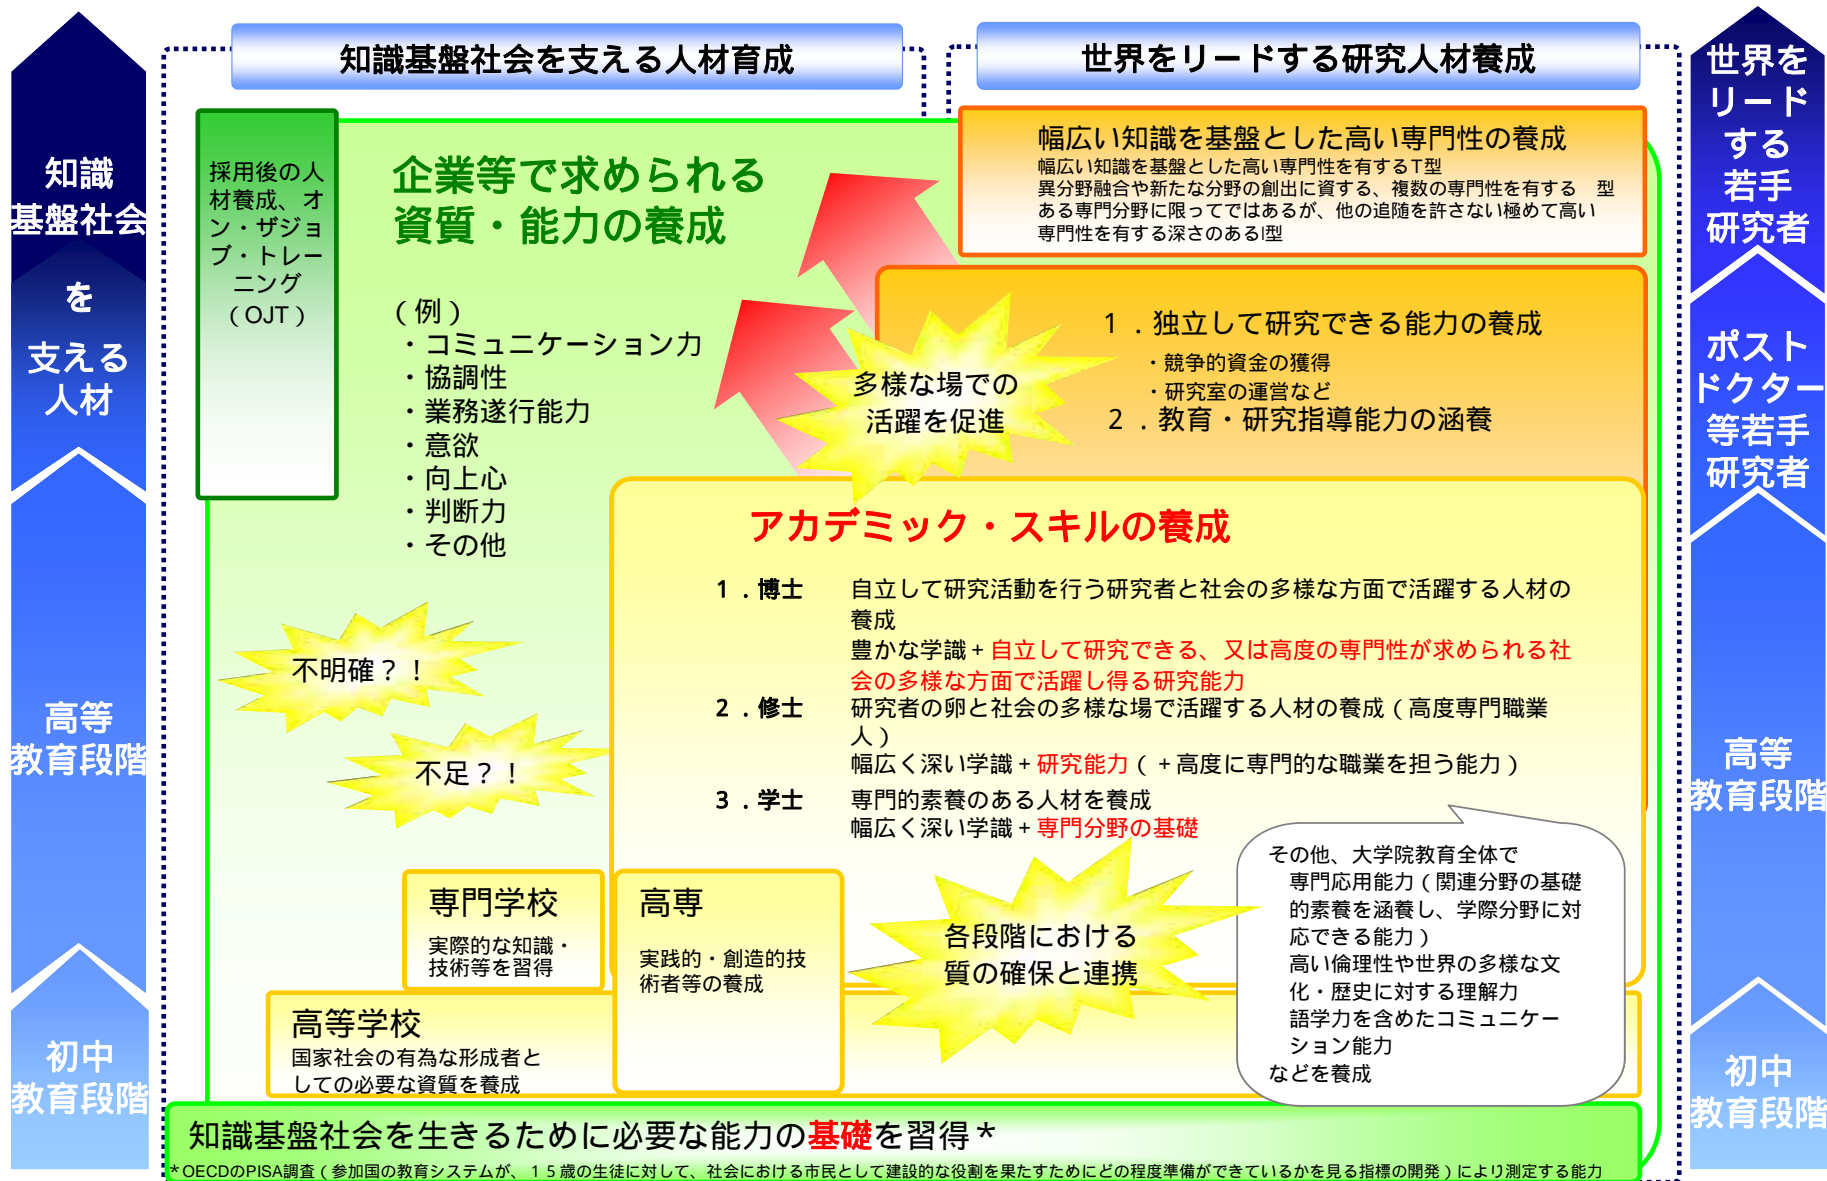 知識基盤社会を支える人材育成
世界をリードする研究人材養成
知識
基盤社会
を
支える
人材
高等
教育段階
初中
教育段階
採用後の人
材養成、オ
ン・ザジョ
ブ・トレー
ニング
（OJT）
企業等で求められる
資質・能力の養成
（例）
・コミュニケーション力
・協調性
・業務遂行能力
・意欲
・向上心
・判断力
・その他
幅広い知識を基盤とした高い専門性の養成
幅広い知識を基盤とした高い専門性を有するT型
異分野融合や新たな分野の創出に資する、複数の専門性を有する　型
ある専門分野に限ってではあるが、他の追随を許さない極めて高い
専門性を有する深さのあるI型
１．独立して研究できる能力の養成
・競争的資金の獲得
・研究室の運営など
２．教育・研究指導能力の涵養
多様な場での
活躍を促進
アカデミック・スキルの養成
１．博士　自立して研究活動を行う研究者と社会の多様な方面で活躍する人材の
養成
豊かな学識+自立して研究できる、又は高度の専門性が求められる社
会の多様な方面で活躍し得る研究能力
２．修士　研究者の卵と社会の多様な場で活躍する人材の養成（高度専門職業
人）
幅広く深い学識+研究能力（+高度に専門的な職業を担う能力）
３．学士　専門的素養のある人材を養成
幅広く深い学識+専門分野の基礎
不明確？！
不足？！
専門学校
実際的な知識・
技術等を習得
高専
実践的・創造的技
術者等の養成
各段階における
質の確保と連携
その他、大学院教育全体で
専門応用能力（関連分野の基礎
的素養を涵養し、学際分野に対
応できる能力）
高い倫理性や世界の多様な文
化・歴史に対する理解力
語学力を含めたコミュニケー
ション能力
などを養成
高等学校
国家社会の有為な形成者と
しての必要な資質を養成
知識基盤社会を生きるために必要な能力の基礎を習得*
*OECDのPISA調査（参加国の教育システムが、１５歳の生徒に対して、社会における市民として建設的な役割を果たすためにどの程度準備ができているかを見る指標の開発）により測定する能力
世界を
リード
する
若手
研究者
ポスト
ドクター
等若手
研究者
高等
教育段階
初中
教育段階